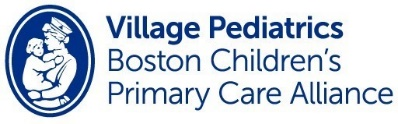 Village Pediatrics
Boston Children's
Primary Care Alliance